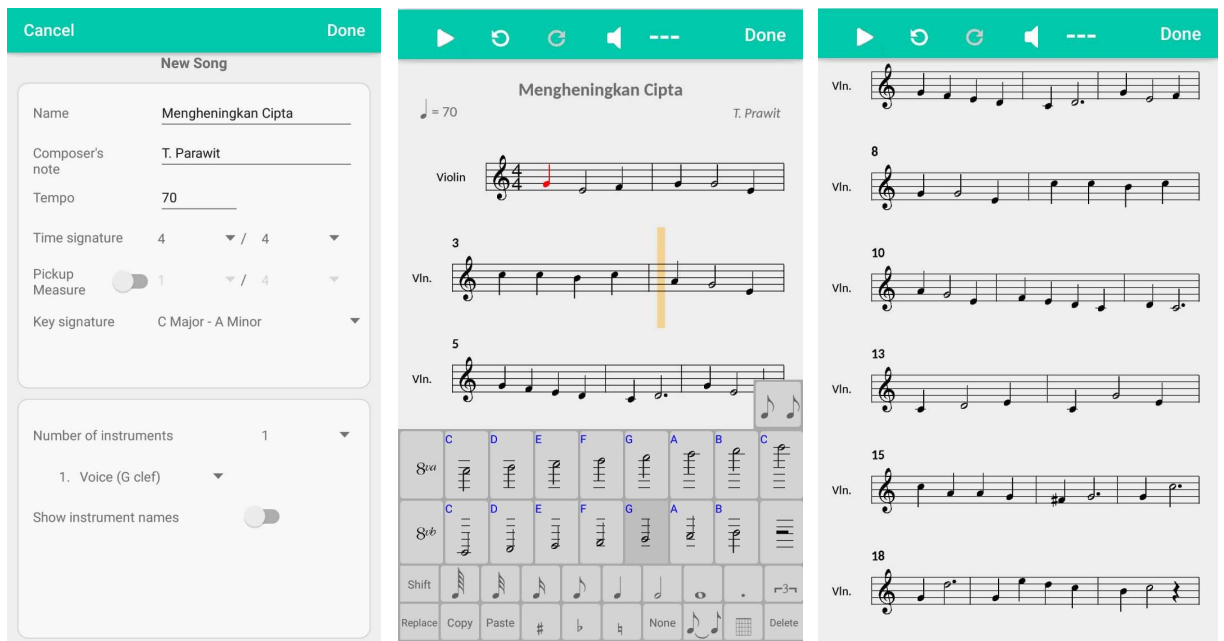 Cancel Done
New Song
Name Mengheningkan Cipta
Composer's
note T. Parawit
Tempo 70
Time signature 4 / 4
Pickup
Measure 1 / 4
Key signature C Major - A Minor
Number of instruments 1
1. Voice (G clef)
Show instrument names
--- Done
Mengheningkan Cipta
= 70 T. Prawit
Violin 4/4
3
Vln.
5
Vln.
8va C D E F G A B C
8vb C D E F G A B
Shift 3
Replace Copy Paste None Delete
--- Done
Vln.
8
Vln.
10
Vln.
13
Vln.
15
Vln.
18
Vln.